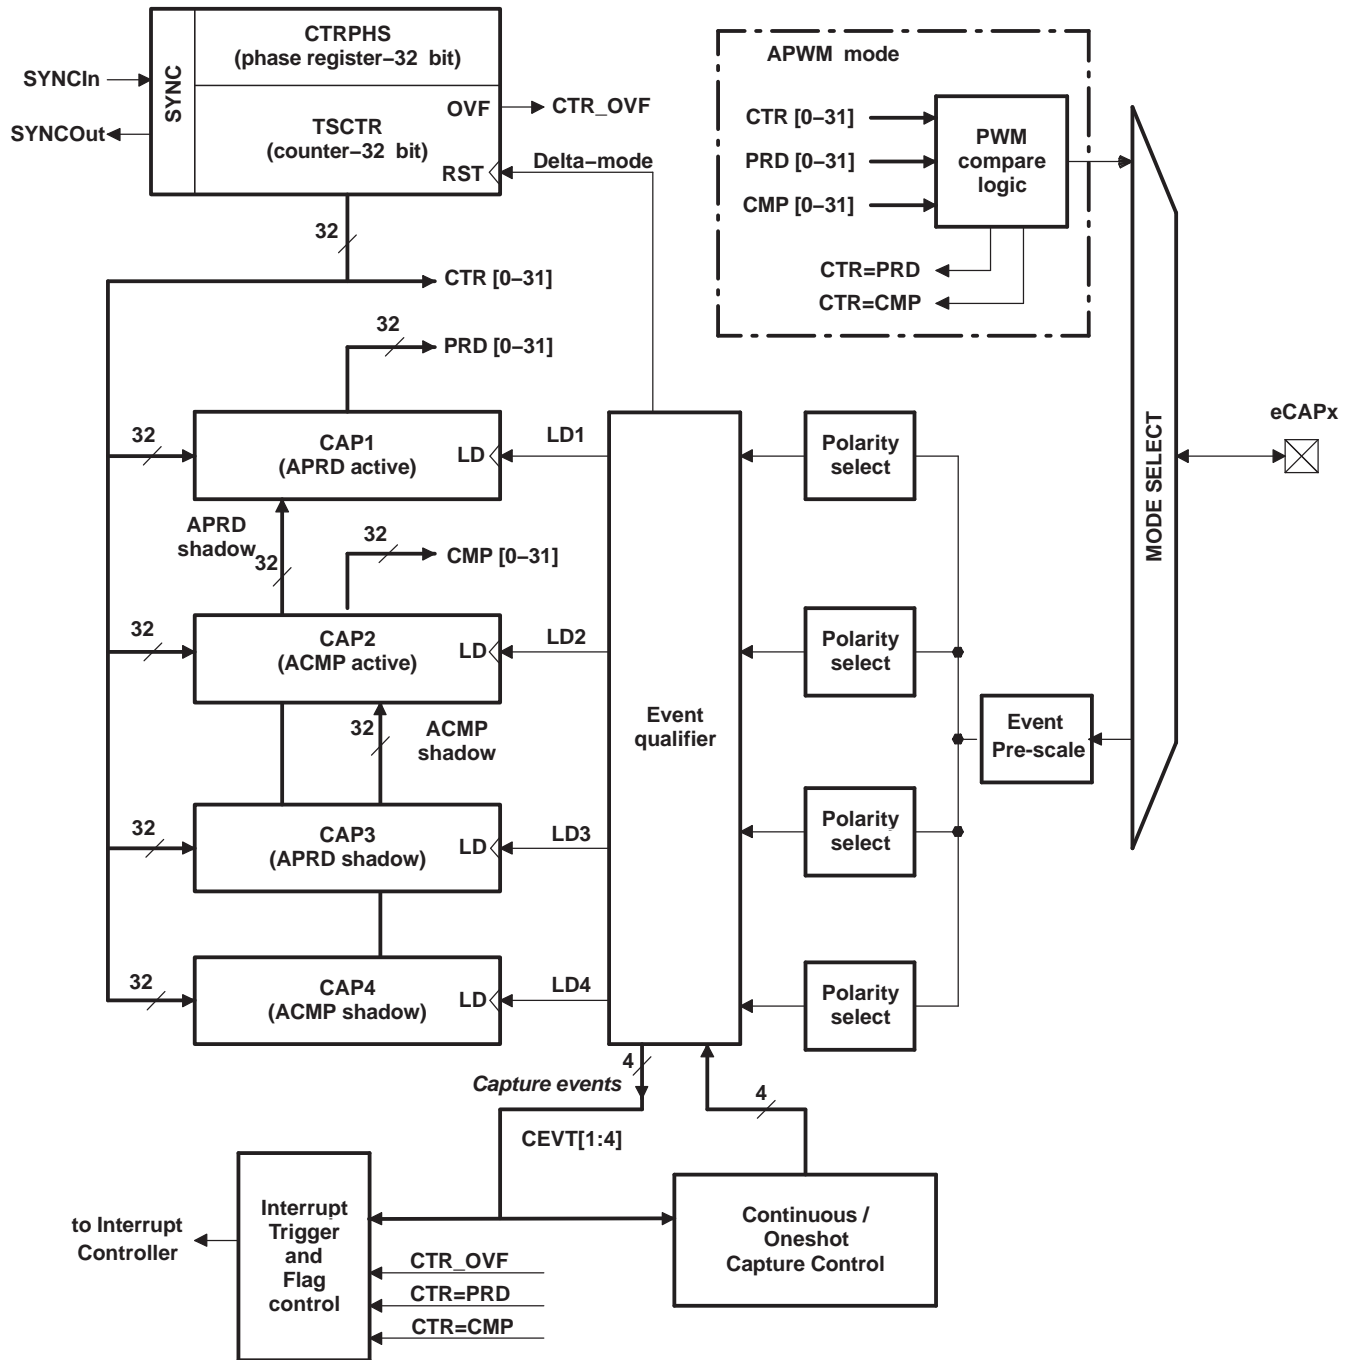 CTRPHS
(phase register−32 bit)
SYNC
SYNCIn
SYNCOut
OVF
CTR_OVF
TSCTR
(counter−32 bit)
RST
Delta−mode
32
CTR [0−31]
32
PRD [0−31]
APWM mode
CTR [0−31]
PRD [0−31]
CMP [0−31]
PWM
compare
logic
CTR=PRD
CTR=CMP
MODE SELECT
eCAPx
32
CAP1
(APRD active)
LD
LD1
Polarity
select
APRD
shadow
32
32
CMP [0−31]
32
CAP2
(ACMP active)
LD
LD2
Polarity
select
32
ACMP
shadow
Event
qualifier
Event
Pre-scale
32
CAP3
(APRD shadow)
LD
LD3
Polarity
select
32
CAP4
(ACMP shadow)
LD
LD4
Polarity
select
4
Capture events
4
CEVT[1:4]
to Interrupt
Controller
Interrupt
Trigger
and
Flag
control
CTR_OVF
CTR=PRD
CTR=CMP
Continuous /
Oneshot
Capture Control